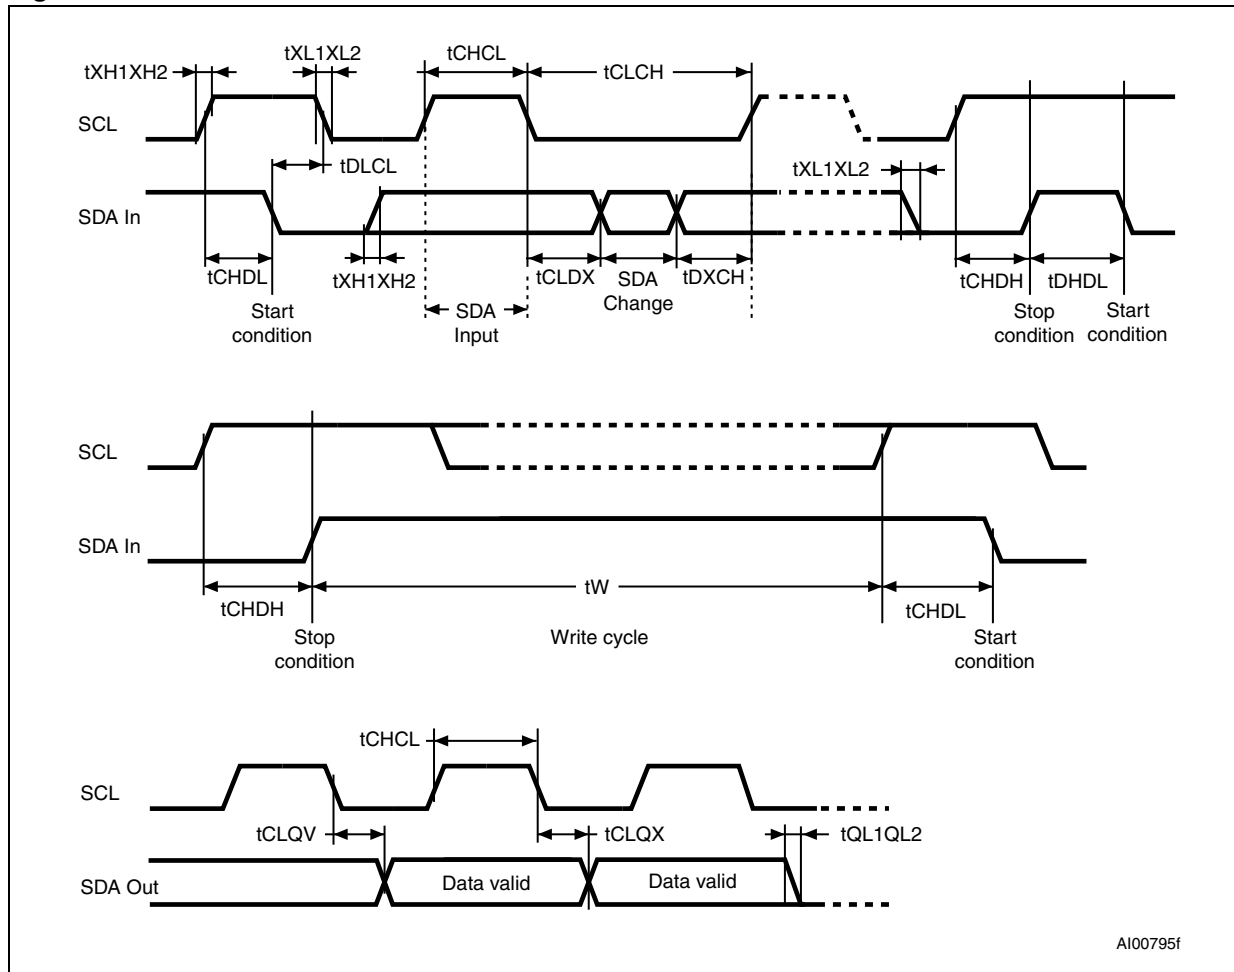 tXH1XH2
tXL1XL2
tCHCL
tCLCH
SCL
tDLCL
tXL1XL2
SDA In
tCHDL
tXH1XH2
tCLDX
SDA
Change
tDXCH
tCHDH
tDHDL
Start
condition
SDA
Input
Stop
condition
Start
condition
SCL
SDA In
tCHDH
tW
tCHDL
Stop
condition
Write cycle
Start
condition
tCHCL
SCL
tCLQV
tCLQX
tQL1QL2
SDA Out
Data valid
Data valid
AI00795f